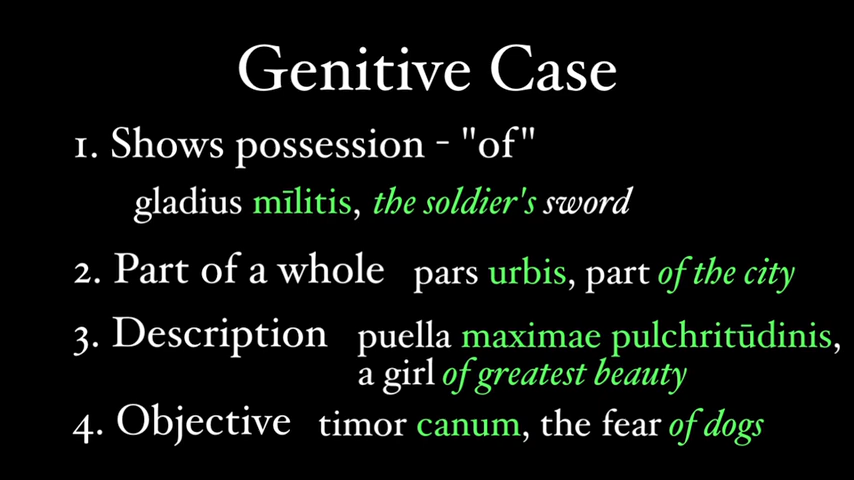 Genitive Case
1. Shows possession - "of"
gladius mīlitis, the soldier's sword
2. Part of a whole pars urbis, part of the city
3. Description puella maximae pulchritūdinis,
a girl of greatest beauty
4. Objective timor canum, the fear of dogs